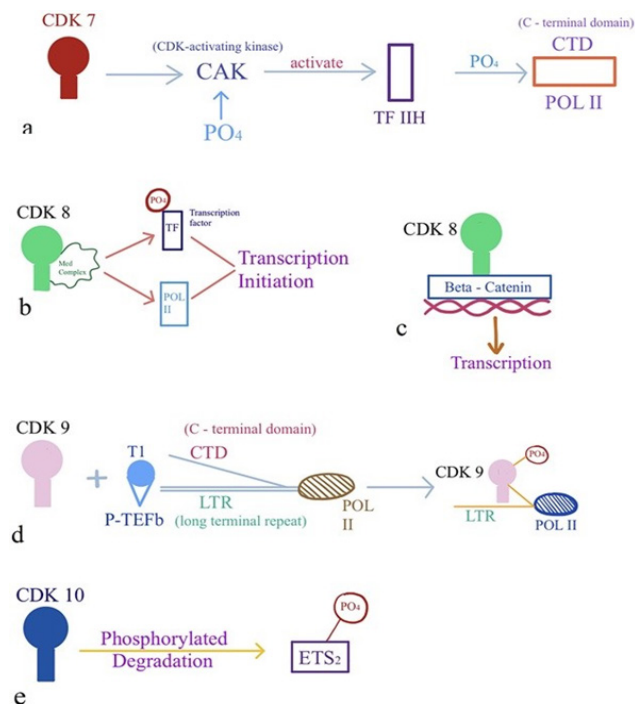 CDK 7
(CDK-activating kinase)
CAK
PO4
activate
TF IIH
PO4
(C - terminal domain)
CTD
POL II
a
CDK 8
Med
Complex
PO4
TF
Transcription
factor
POL
II
Transcription
Initiation
b
CDK 8
Beta - Catenin
Transcription
c
CDK 9
+
T1
P-TEFb
(C - terminal domain)
CTD
LTR
(long terminal repeat)
POL
II
CDK 9
PO4
LTR
POL II
d
CDK 10
Phosphorylated
Degradation
PO4
ETS2
e